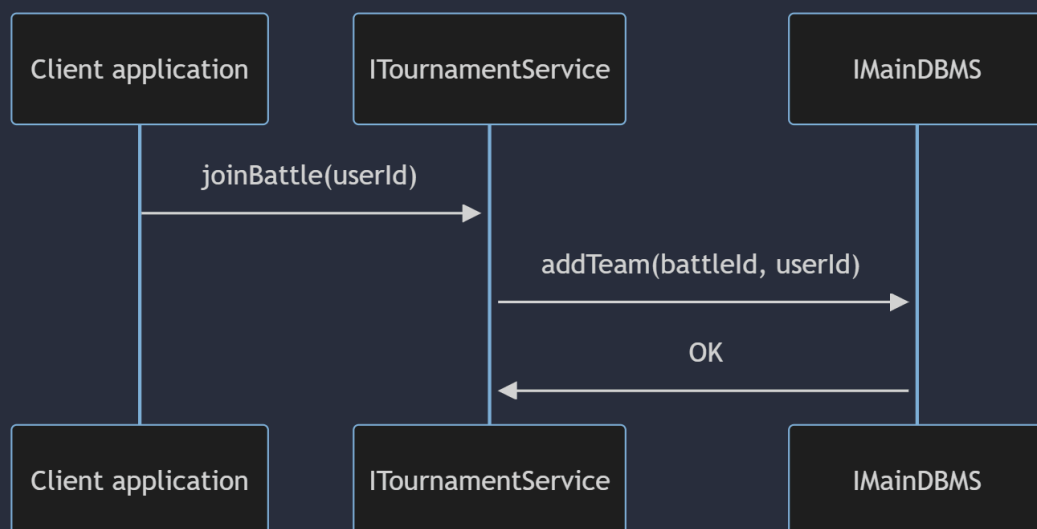 Client application
ITournamentService
IMainDBMS
joinBattle(userId)
addTeam(battleId, userId)
OK
Client application
ITournamentService
IMainDBMS